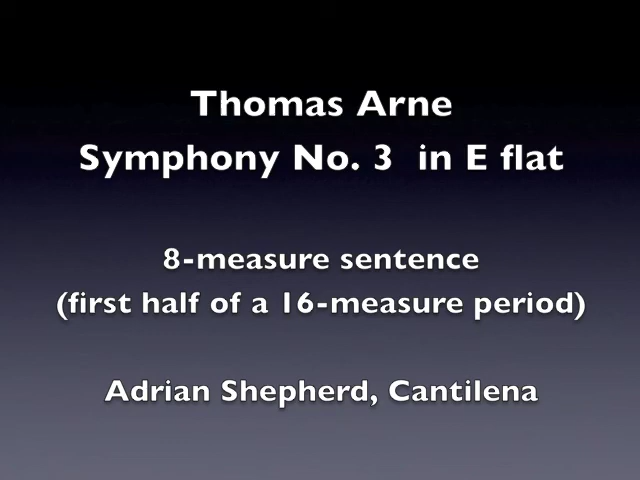 Thomas Arne
Symphony No. 3 in E flat
8-measure sentence
(first half of a 16-measure period)
Adrian Shepherd, Cantilena